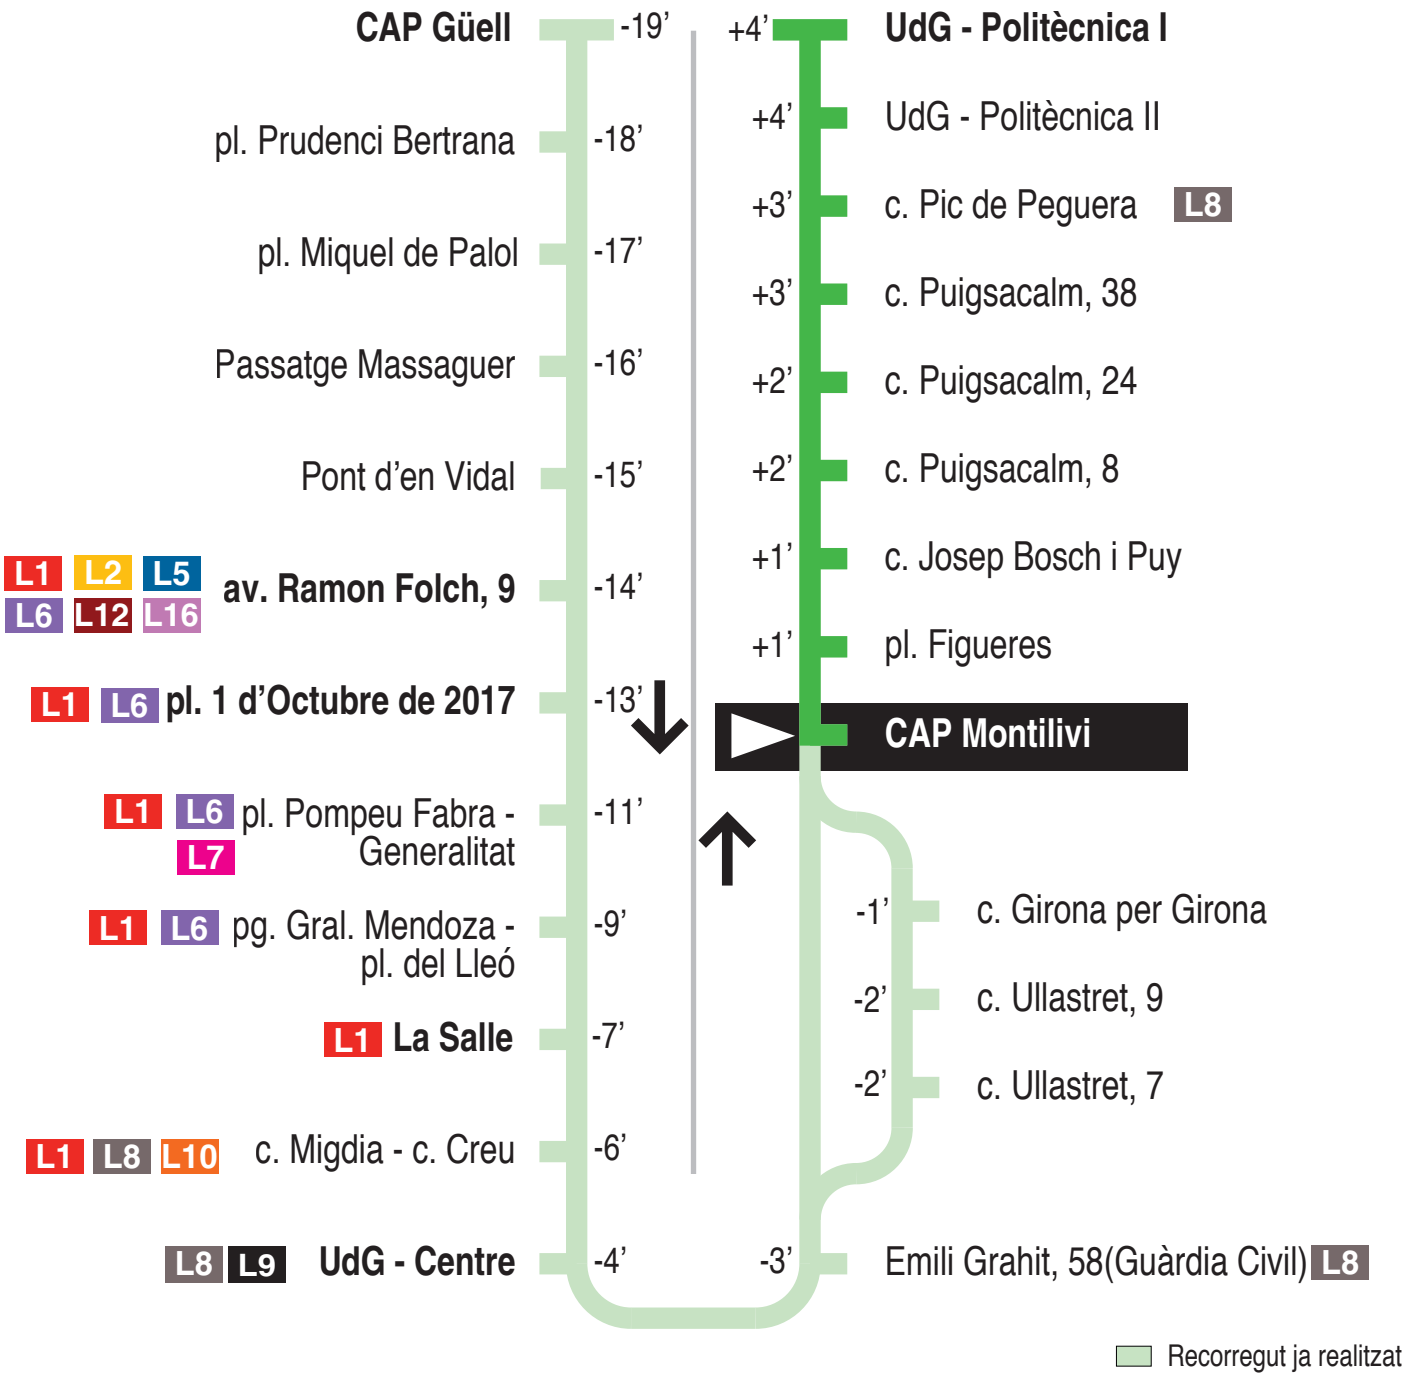 CAP Güell -19’
pl. Prudenci Bertrana -18’
pl. Miquel de Palol -17’
Passatge Massaguer -16’
Pont d’en Vidal -15’
L1 L2 L5
av. Ramon Folch, 9 -14’
L6 L12 L16
L1 L6 pl. 1 d’Octubre de 2017 -13’
L1 L6 pl. Pompeu Fabra - -11’
L7 Generalitat
L1 L6 pg. Gral. Mendoza - -9’
pl. del Lleó
L1 La Salle -7’
L1 L8 L10 c. Migdia - c. Creu -6’
L8 L9 UdG - Centre -4’
+4’ UdG - Politècnica I
+4’ UdG - Politècnica II
+3’ c. Pic de Peguera L8
+3’ c. Puigsacalm, 38
+2’ c. Puigsacalm, 24
+2’ c. Puigsacalm, 8
+1’ c. Josep Bosch i Puy
+1’ pl. Figueres
CAP Montilivi
-1’ c. Girona per Girona
-2’ c. Ullastret, 9
-2’ c. Ullastret, 7
-3’ Emili Grahit, 58(Guàrdia Civil) L8
Recorregut ja realitzat